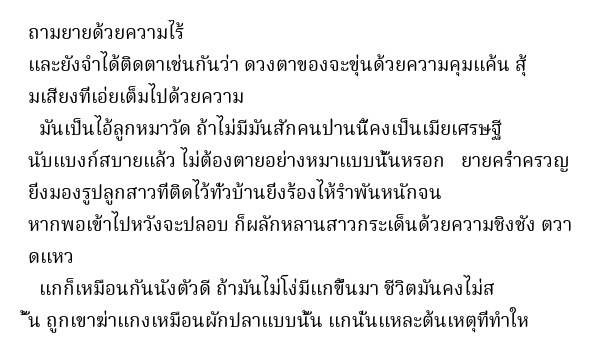 ถามยายด้วยความไร้
และยังจำได้ติดตาเช่นกันว่า ดวงตาของจะขุ่นด้วยความคุมแค้น สุ้
มเสียงที่เอ่ยเต็มไปด้วยความ
มันเป็นไอ้ลูกหมาวัด ถ้าไม่มีมันสักคนป่านนี้คงเป็นเมียเศรษฐี
นับแบงก์สบายแล้ว ไม่ต้องตายอย่างหมาแบบนั้นหรอก ยายคร่ำครวญ
ยิ่งมองรูปลูกสาวที่ติดไว้ทั่วบ้านยิ่งร้องไห้รำพันหนักจน
หากพอเข้าไปหวังจะปลอบ ก็ผลักหลานสาวกระเด็นด้วยความชิงชัง ตวา
ดแหว
แกก็เหมือนกันนังตัวดี ถ้ามันไม่โง่มีแกขึ้นมา ชีวิตมันคงไม่ส
ั้น ถูกเขาฆ่าแกงเหมือนผักปลาแบบนั้น แกนั่นแหละต้นเหตุที่ทำให